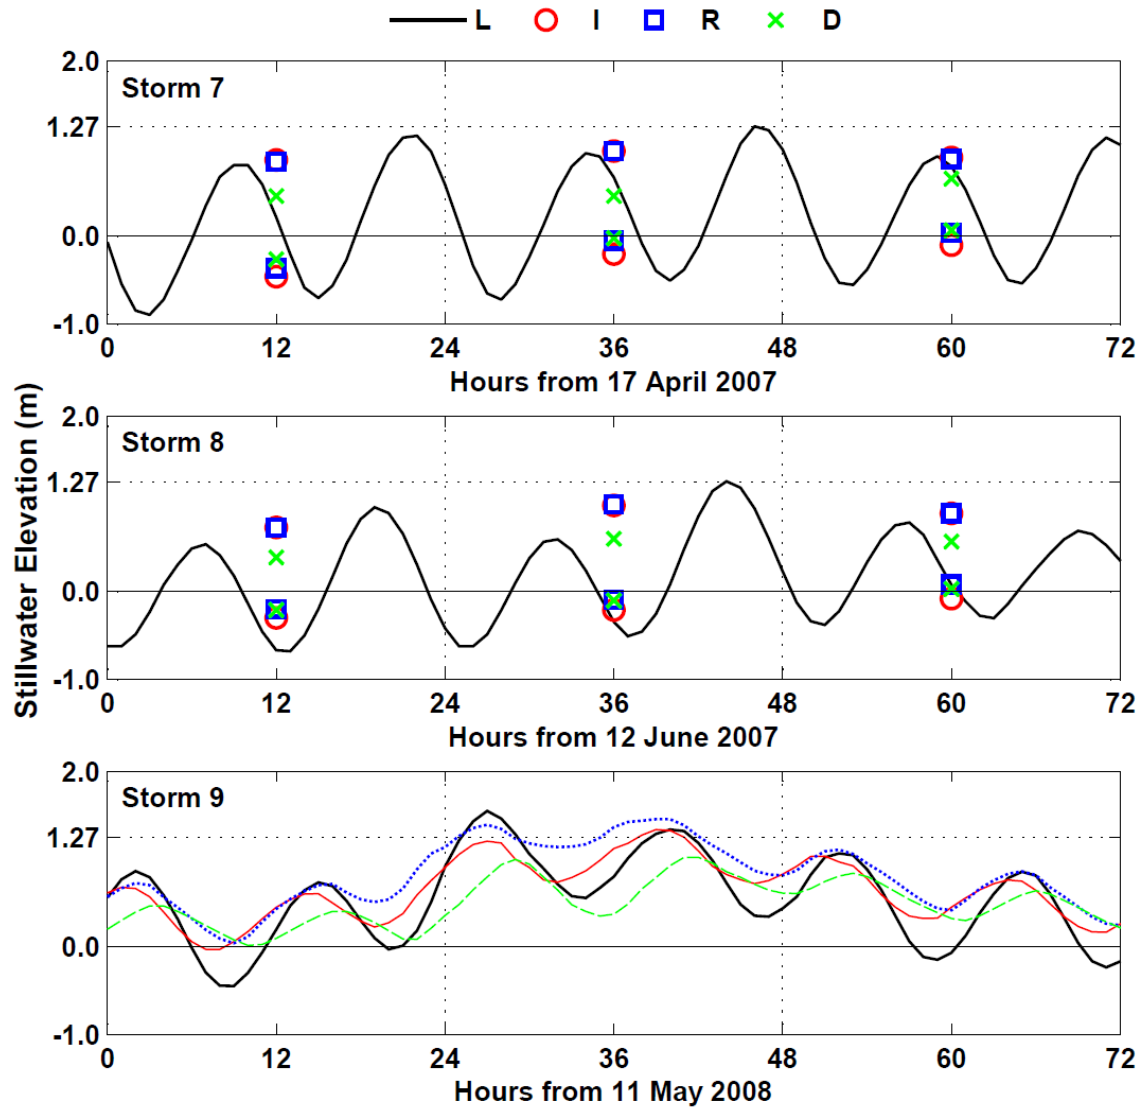 L I R D
Stillwater Elevation (m)
Storm 7
2.0
1.27
0.0
-1.0
0 12 24 36 48 60 72
Hours from 17 April 2007
Storm 8
2.0
1.27
0.0
-1.0
0 12 24 36 48 60 72
Hours from 12 June 2007
Storm 9
2.0
1.27
0.0
-1.0
0 12 24 36 48 60 72
Hours from 11 May 2008